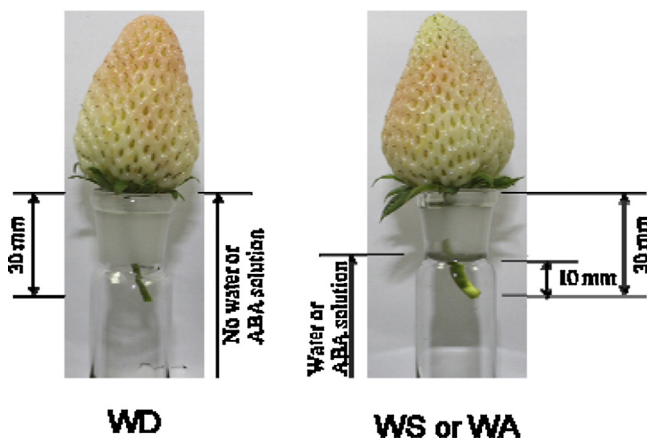 30 mm
No water or
ABA solution
WD
Water or
ABA solution
10 mm
30 mm
WS or WA